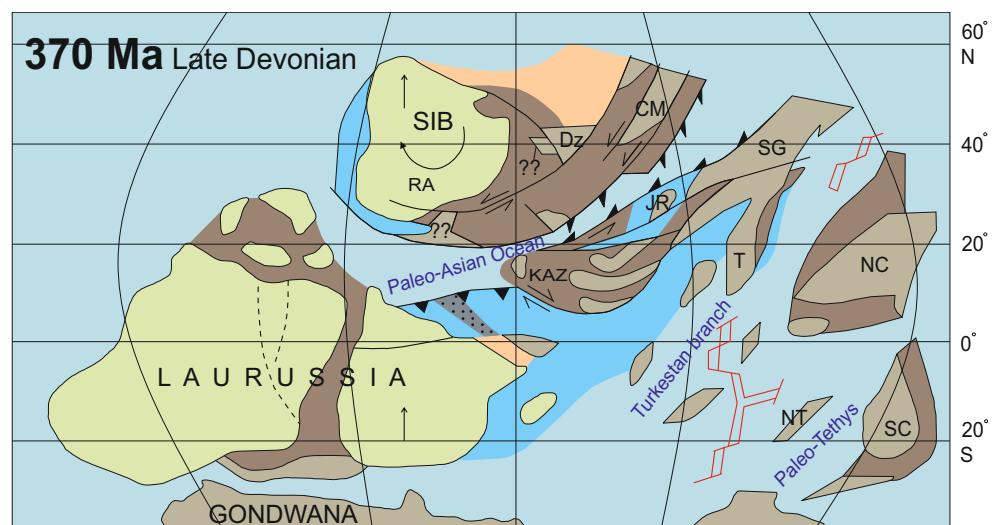 370 Ma Late Devonian
60°
N
CM
SIB
Dz
40°
SG
??
RA
JR
??
20°
Paleo-Asian Ocean
KAZ
T
NC
0°
LAURUSSIA
Turkestan branch
NT
SC
Paleo-Tethys
20°
S
GONDWANA